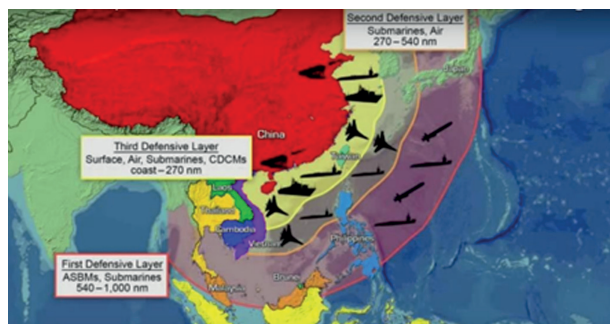 Second Defensive Layer
Submarines, Air
270 – 540 nm
Japan
China
Third Defensive Layer
Surface, Air, Submarines, CDCMs
coast – 270 nm
Taiwan
Laos
Thailand
Cambodia
Vietnam
Philippines
First Defensive Layer
ASBMs, Submarines
540 – 1,000 nm
Malaysia
Brunei